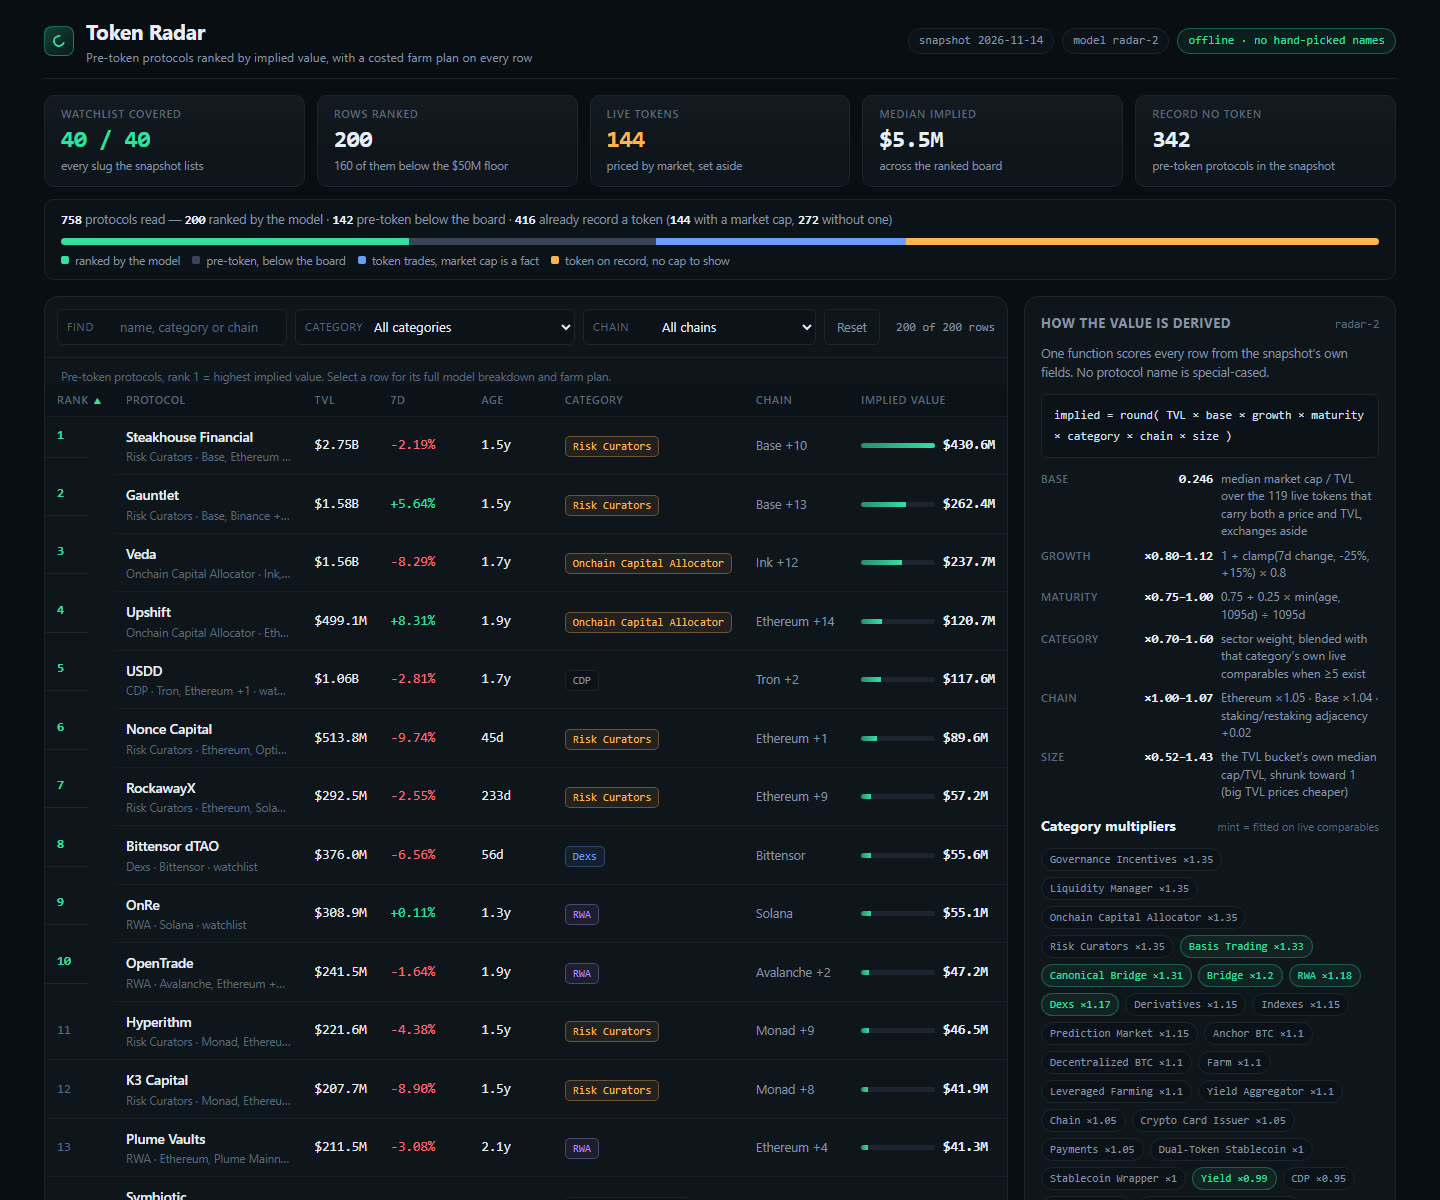 Token Radar
Pre-token protocols ranked by implied value, with a costed farm plan on every row
snapshot 2026-11-14
model radar-2
offline · no hand-picked names
WATCHLIST COVERED
40 / 40
every slug the snapshot lists
ROWS RANKED
200
160 of them below the $50M floor
LIVE TOKENS
144
priced by market, set aside
MEDIAN IMPLIED
$5.5M
across the ranked board
RECORD NO TOKEN
342
pre-token protocols in the snapshot
758 protocols read — 200 ranked by the model · 142 pre-token below the board · 416 already record a token (144 with a market cap, 272 without one)
ranked by the model
pre-token, below the board
token trades, market cap is a fact
token on record, no cap to show
FIND name, category or chain
CATEGORY All categories
CHAIN All chains
Reset
200 of 200 rows
Pre-token protocols, rank 1 = highest implied value. Select a row for its full model breakdown and farm plan.
RANK ▲ PROTOCOL TVL 7D AGE CATEGORY CHAIN IMPLIED VALUE
1 Steakhouse Financial $2.75B -2.19% 1.5y Risk Curators Base +10 $430.6M
Risk Curators · Base, Ethereum ...
2 Gauntlet $1.58B +5.64% 1.5y Risk Curators Base +13 $262.4M
Risk Curators · Base, Binance +...
3 Veda $1.56B -8.29% 1.7y Onchain Capital Allocator Ink +12 $237.7M
Onchain Capital Allocator · Ink,...
4 Upshift $499.1M +8.31% 1.9y Onchain Capital Allocator Ethereum +14 $120.7M
Onchain Capital Allocator · Eth...
5 USDD $1.06B -2.81% 1.7y CDP Tron +2 $117.6M
CDP · Tron, Ethereum +1 · wat...
6 Nonce Capital $513.8M -9.74% 45d Risk Curators Ethereum +1 $89.6M
Risk Curators · Ethereum, Opti...
7 RockawayX $292.5M -2.55% 233d Risk Curators Ethereum +9 $57.2M
Risk Curators · Ethereum, Sola...
8 Bittensor dTAO $376.0M -6.56% 56d Dexs Bittensor $55.6M
Dexs · Bittensor · watchlist
9 OnRe $308.9M +0.11% 1.3y RWA Solana $55.1M
RWA · Solana · watchlist
10 OpenTrade $241.5M -1.64% 1.9y RWA Avalanche +2 $47.2M
RWA · Avalanche, Ethereum +...
11 Hyperithm $221.6M -4.38% 1.5y Risk Curators Monad +9 $46.5M
Risk Curators · Monad, Ethereu...
12 K3 Capital $207.7M -8.90% 1.5y Risk Curators Monad +8 $41.9M
Risk Curators · Monad, Ethereu...
13 Plume Vaults $211.5M -3.08% 2.1y RWA Ethereum +4 $41.3M
RWA · Ethereum, Plume Mainn...
Symbiotic
HOW THE VALUE IS DERIVED
radar-2
One function scores every row from the snapshot's own
fields. No protocol name is special-cased.
implied = round( TVL × base × growth × maturity
× category × chain × size )
BASE 0.246 median market cap / TVL
over the 119 live tokens that
carry both a price and TVL,
exchanges aside
GROWTH ×0.80–1.12 1 + clamp(7d change, -25%,
+15%) × 0.8
MATURITY ×0.75–1.00 0.75 + 0.25 × min(age,
1095d) ÷ 1095d
CATEGORY ×0.70–1.60 sector weight, blended with
that category's own live
comparables when ≥5 exist
CHAIN ×1.00–1.07 Ethereum ×1.05 · Base ×1.04 ·
staking/restaking adjacency
+0.02
SIZE ×0.52–1.43 the TVL bucket's own median
cap/TVL, shrunk toward 1
(big TVL prices cheaper)
Category multipliers
mint = fitted on live comparables
Governance Incentives ×1.35
Liquidity Manager ×1.35
Onchain Capital Allocator ×1.35
Risk Curators ×1.35 Basis Trading ×1.33
Canonical Bridge ×1.31 Bridge ×1.2 RWA ×1.18
Dexs ×1.17 Derivatives ×1.15 Indexes ×1.15
Prediction Market ×1.15 Anchor BTC ×1.1
Decentralized BTC ×1.1 Farm ×1.1
Leveraged Farming ×1.1 Yield Aggregator ×1.1
Chain ×1.05 Crypto Card Issuer ×1.05
Payments ×1.05 Dual-Token Stablecoin ×1
Stablecoin Wrapper ×1 Yield ×0.99 CDP ×0.95